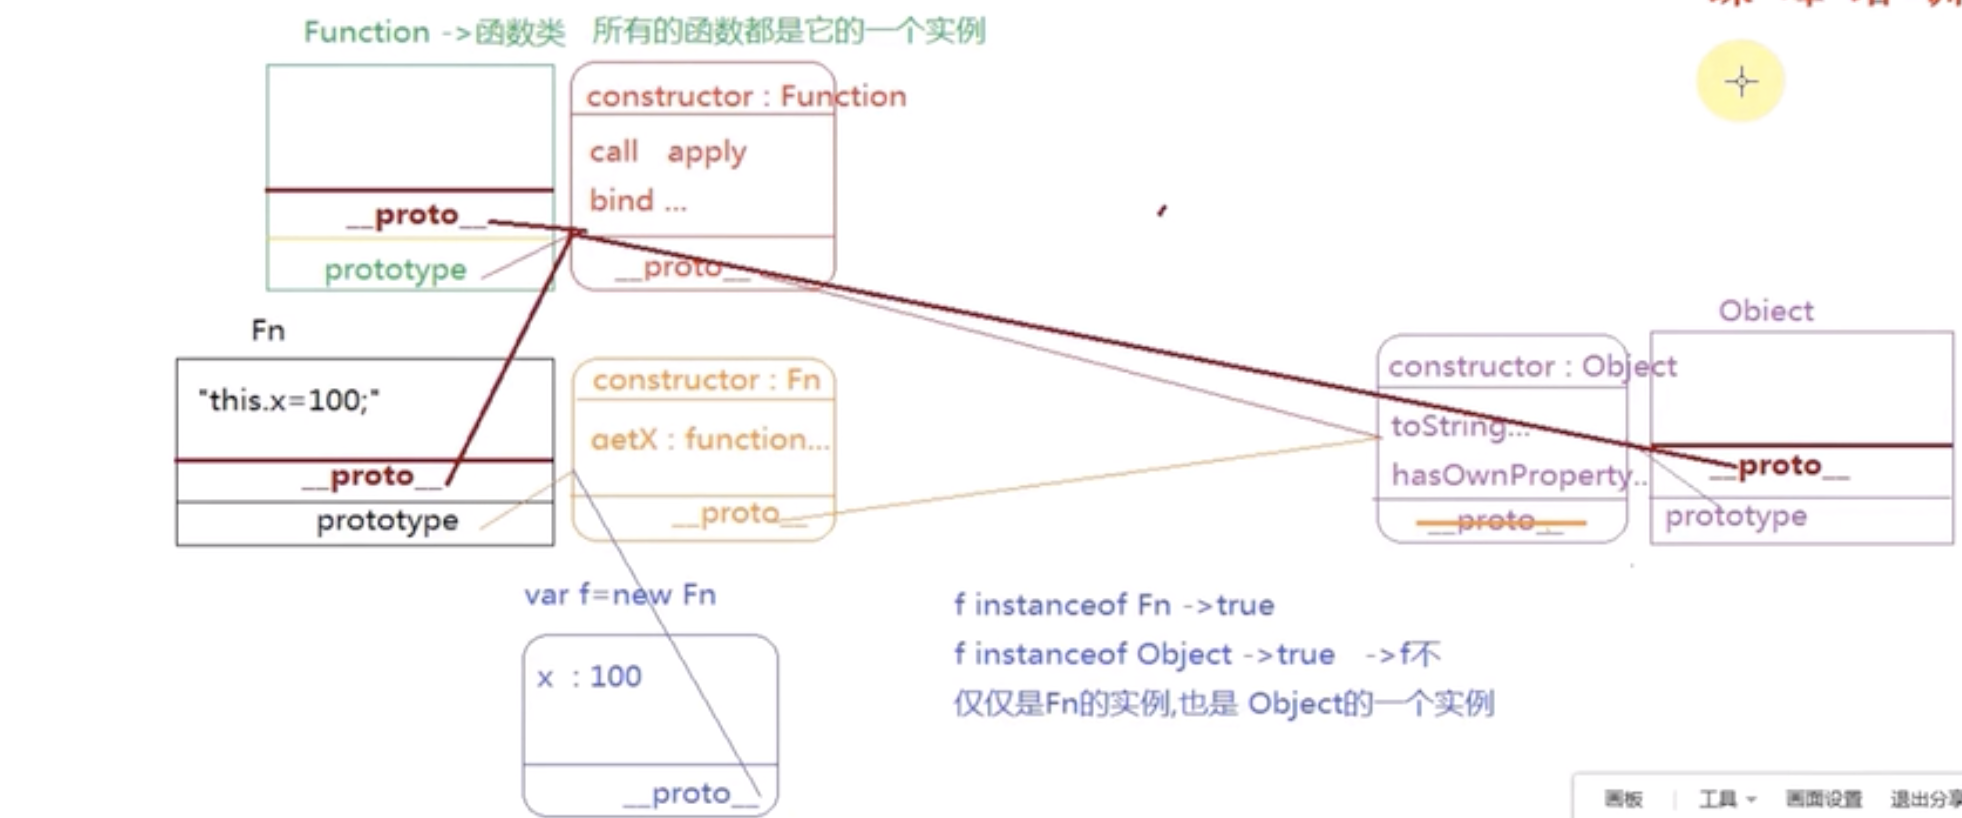 Function ->函数类 所有的函数都是它的一个实例
constructor : Function
call apply
bind ...
__proto__
prototype
__proto__
Fn
"this.x=100;"
__proto__
prototype
constructor : Fn
getX : function...
__proto__
Object
constructor : Object
toString...
hasOwnProperty..
__proto__
__proto__
prototype
var f=new Fn
x : 100
__proto__
f instanceof Fn ->true
f instanceof Object ->true ->f不
仅仅是Fn的实例,也是 Object的一个实例
画板 工具 画面设置 退出分享